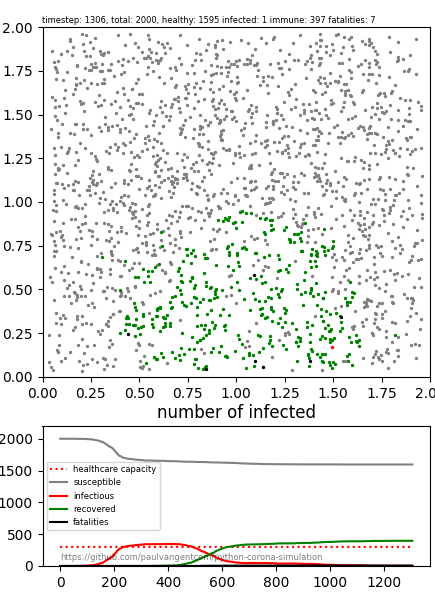 timestep: 1306, total: 2000, healthy: 1595 infected: 1 immune: 397 fatalities: 7
2.00
1.75
1.50
1.25
1.00
0.75
0.50
0.25
0.00
0.00 0.25 0.50 0.75 1.00 1.25 1.50 1.75 2.0
number of infected
2000
1500
1000
500
0
healthcare capacity
susceptible
infectious
recovered
fatalities
https://github.com/paulvangentcom/python-corona-simulation
0 200 400 600 800 1000 1200